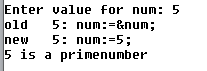 Enter value for num: 5
old   5: num:=&num;
new   5: num:=5;
5 is a primenumber